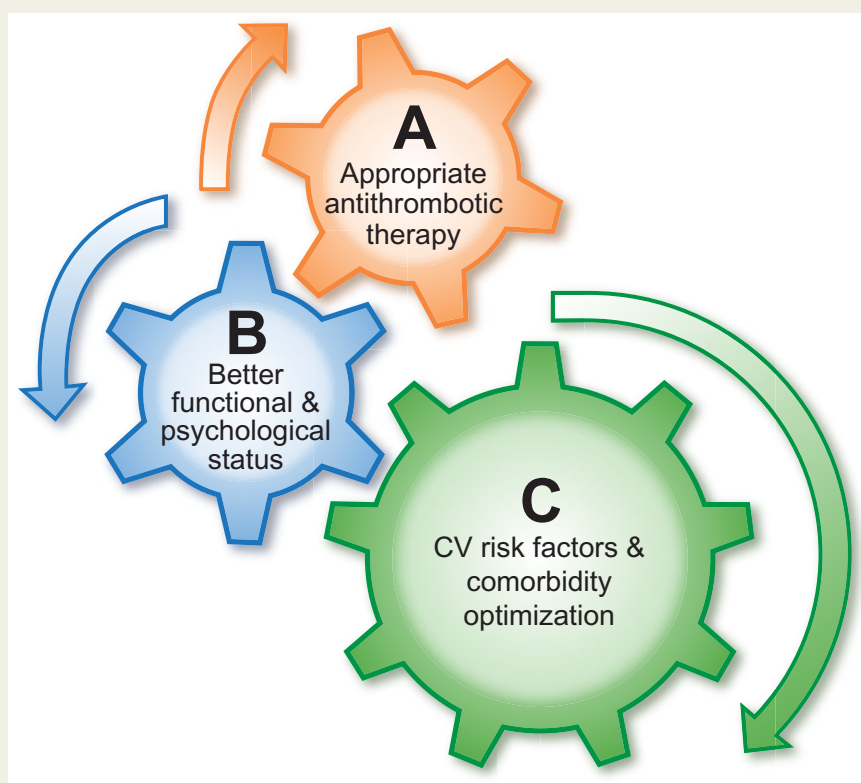 A
Appropriate
antithrombotic
therapy
B
Better
functional &
psychological
status
C
CV risk factors &
comorbidity
optimization